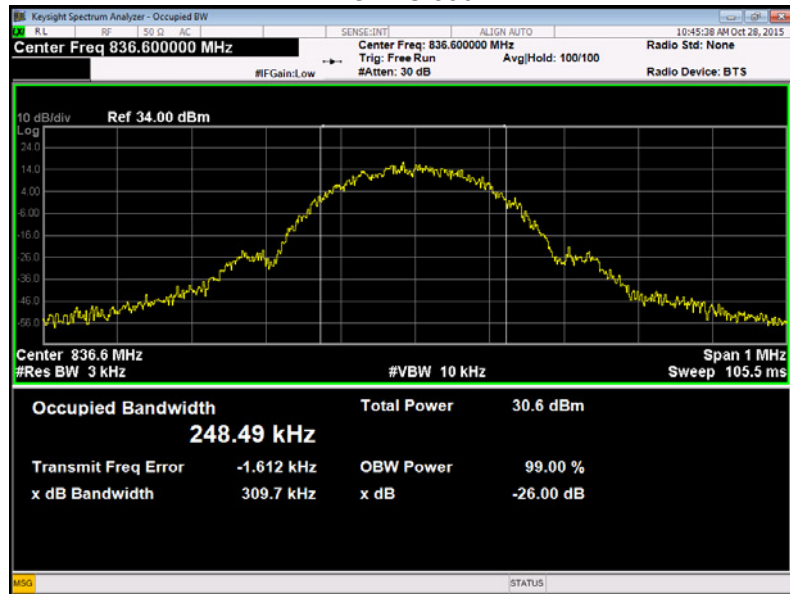 Keysight Spectrum Analyzer - Occupied BW
RL RF 50 Ω AC SENSE:INT ALIGN AUTO 10:45:38 AM Oct 28, 2015
Center Freq 836.600000 MHz Center Freq: 836.600000 MHz Radio Std: None
Trig: Free Run Avg|Hold: 100/100
#IFGain:Low #Atten: 30 dB Radio Device: BTS
10 dB/div Ref 34.00 dBm
Log
24.0
14.0
4.00
-6.00
-16.0
-26.0
-36.0
-46.0
-56.0
Center 836.6 MHz Span 1 MHz
#Res BW 3 kHz #VBW 10 kHz Sweep 105.5 ms
Occupied Bandwidth Total Power 30.6 dBm
248.49 kHz
Transmit Freq Error -1.612 kHz OBW Power 99.00 %
x dB Bandwidth 309.7 kHz x dB -26.00 dB
MSG STATUS